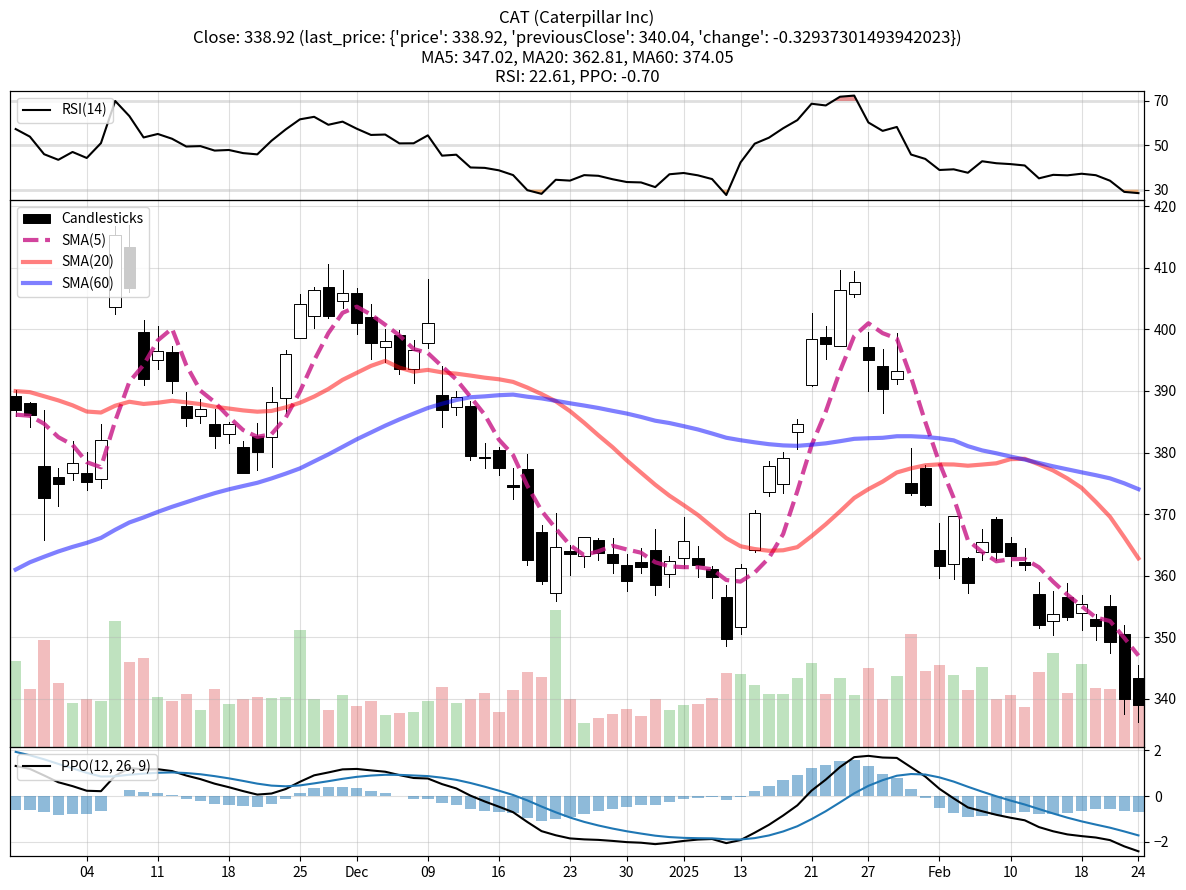 CAT (Caterpillar Inc)
Close: 338.92 (last_price: {'price': 338.92, 'previousClose': 340.04, 'change': -0.32937301493942023})
MA5: 347.02, MA20: 362.81, MA60: 374.05
RSI: 22.61, PPO: -0.70
RSI(14)
70
50
30
Candlesticks
SMA(5)
SMA(20)
SMA(60)
420
410
400
390
380
370
360
350
340
PPO(12, 26, 9)
2
0
−2
04 11 18 25 Dec 09 16 23 30 2025 13 21 27 Feb 10 18 24